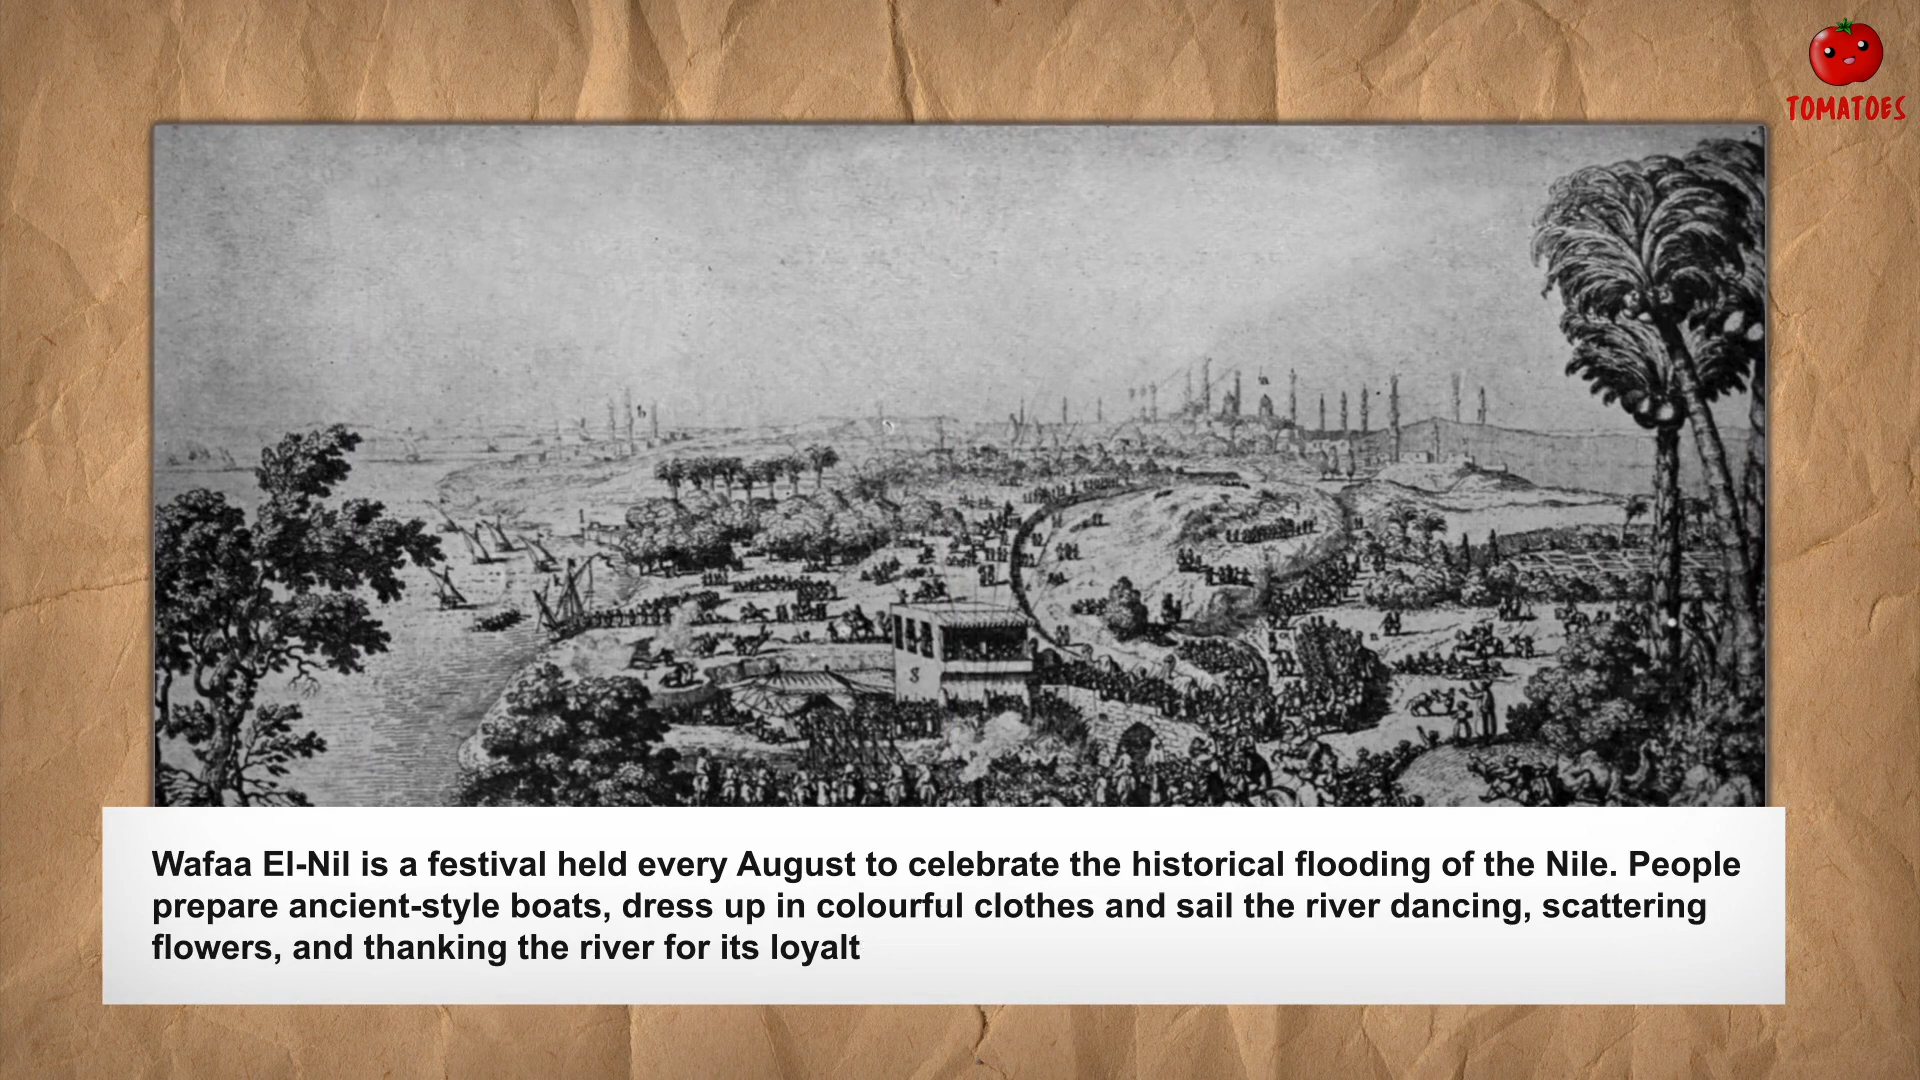 TOMATOES
8
Wafaa El-Nil is a festival held every August to celebrate the historical flooding of the Nile. People
prepare ancient-style boats, dress up in colourful clothes and sail the river dancing, scattering
flowers, and thanking the river for its loyalt